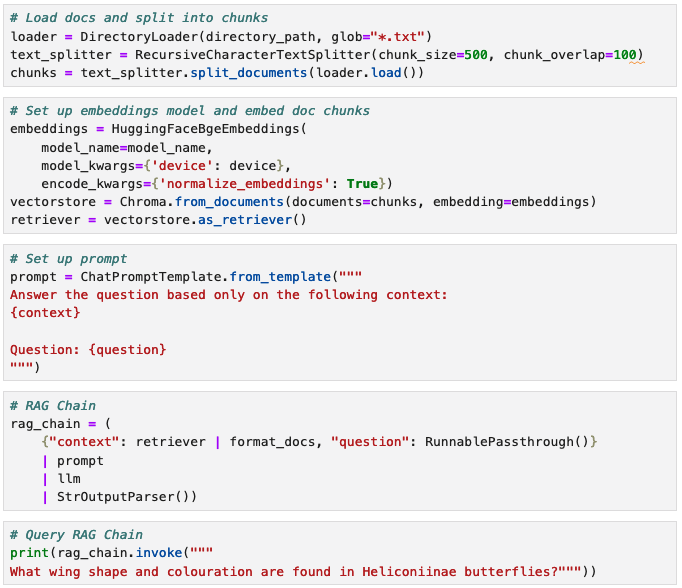 # Load docs and split into chunks
loader = DirectoryLoader(directory_path, glob="*.txt")
text_splitter = RecursiveCharacterTextSplitter(chunk_size=500, chunk_overlap=100)
chunks = text_splitter.split_documents(loader.load())
# Set up embeddings model and embed doc chunks
embeddings = HuggingFaceBgeEmbeddings(
    model_name=model_name,
    model_kwargs={'device': device},
    encode_kwargs={'normalize_embeddings': True})
vectorstore = Chroma.from_documents(documents=chunks, embedding=embeddings)
retriever = vectorstore.as_retriever()
# Set up prompt
prompt = ChatPromptTemplate.from_template("""
Answer the question based only on the following context:
{context}

Question: {question}
""")
# RAG Chain
rag_chain = (
    {"context": retriever | format_docs, "question": RunnablePassthrough()}
    | prompt
    | llm
    | StrOutputParser())
# Query RAG Chain
print(rag_chain.invoke("""
What wing shape and colouration are found in Heliconiinae butterflies?"""))